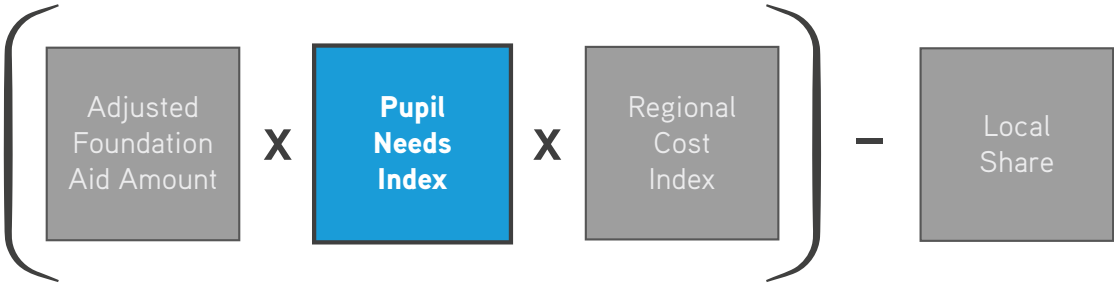 Adjusted
Foundation
Aid Amount
X
Pupil
Needs
Index
X
Regional
Cost
Index
–
Local
Share